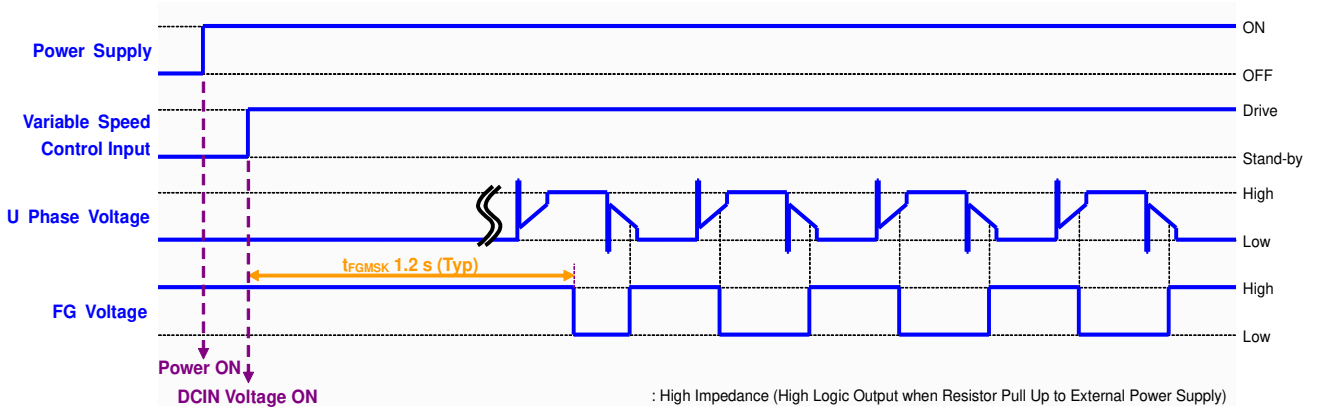 Power Supply
ON
OFF
Variable Speed
Control Input
Drive
Stand-by
U Phase Voltage
High
Low
tFGMSK 1.2 s (Typ)
FG Voltage
High
Low
Power ON
DCIN Voltage ON
: High Impedance (High Logic Output when Resistor Pull Up to External Power Supply)